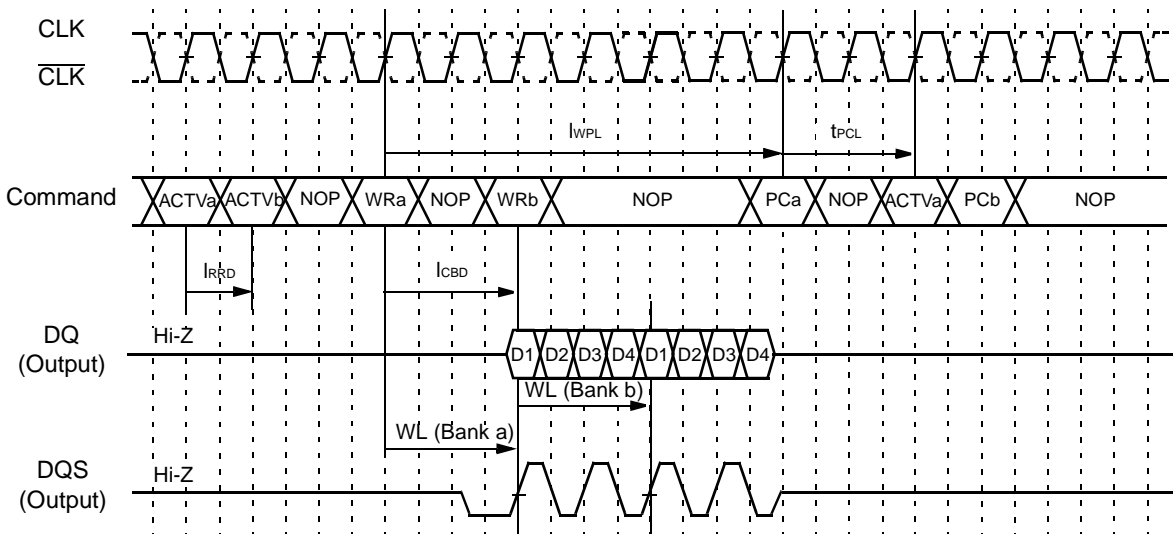 CLK
CLK
lWPL
tPCL
Command
ACTVa
ACTVb
NOP
WRa
NOP
WRb
NOP
PCa
NOP
ACTVa
PCb
NOP
lRRD
lCBD
DQ
(Output)
Hi-Z
D1
D2
D3
D4
D1
D2
D3
D4
WL (Bank b)
WL (Bank a)
DQS
(Output)
Hi-Z